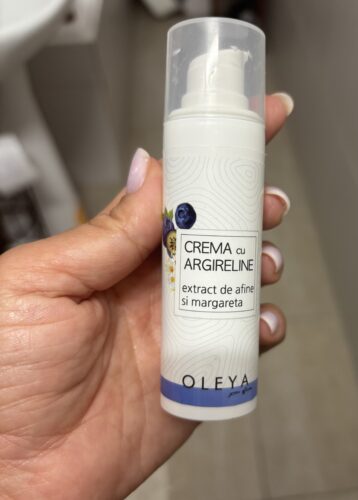 CREMA cu
ARGIRELINE
extract de afine
si margareta
OLEYA